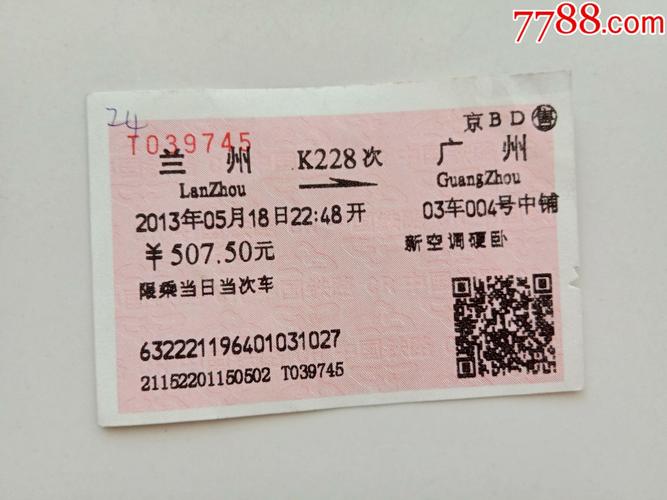 7788.com
24
京BD售
T039745
兰州 K228次 广州
LanZhou GuangZhou
2013年05月18日22:48开 03车004号中铺
￥507.50元 新空调硬卧
限乘当日当次车
632221196401031027
21152201150502 T039745